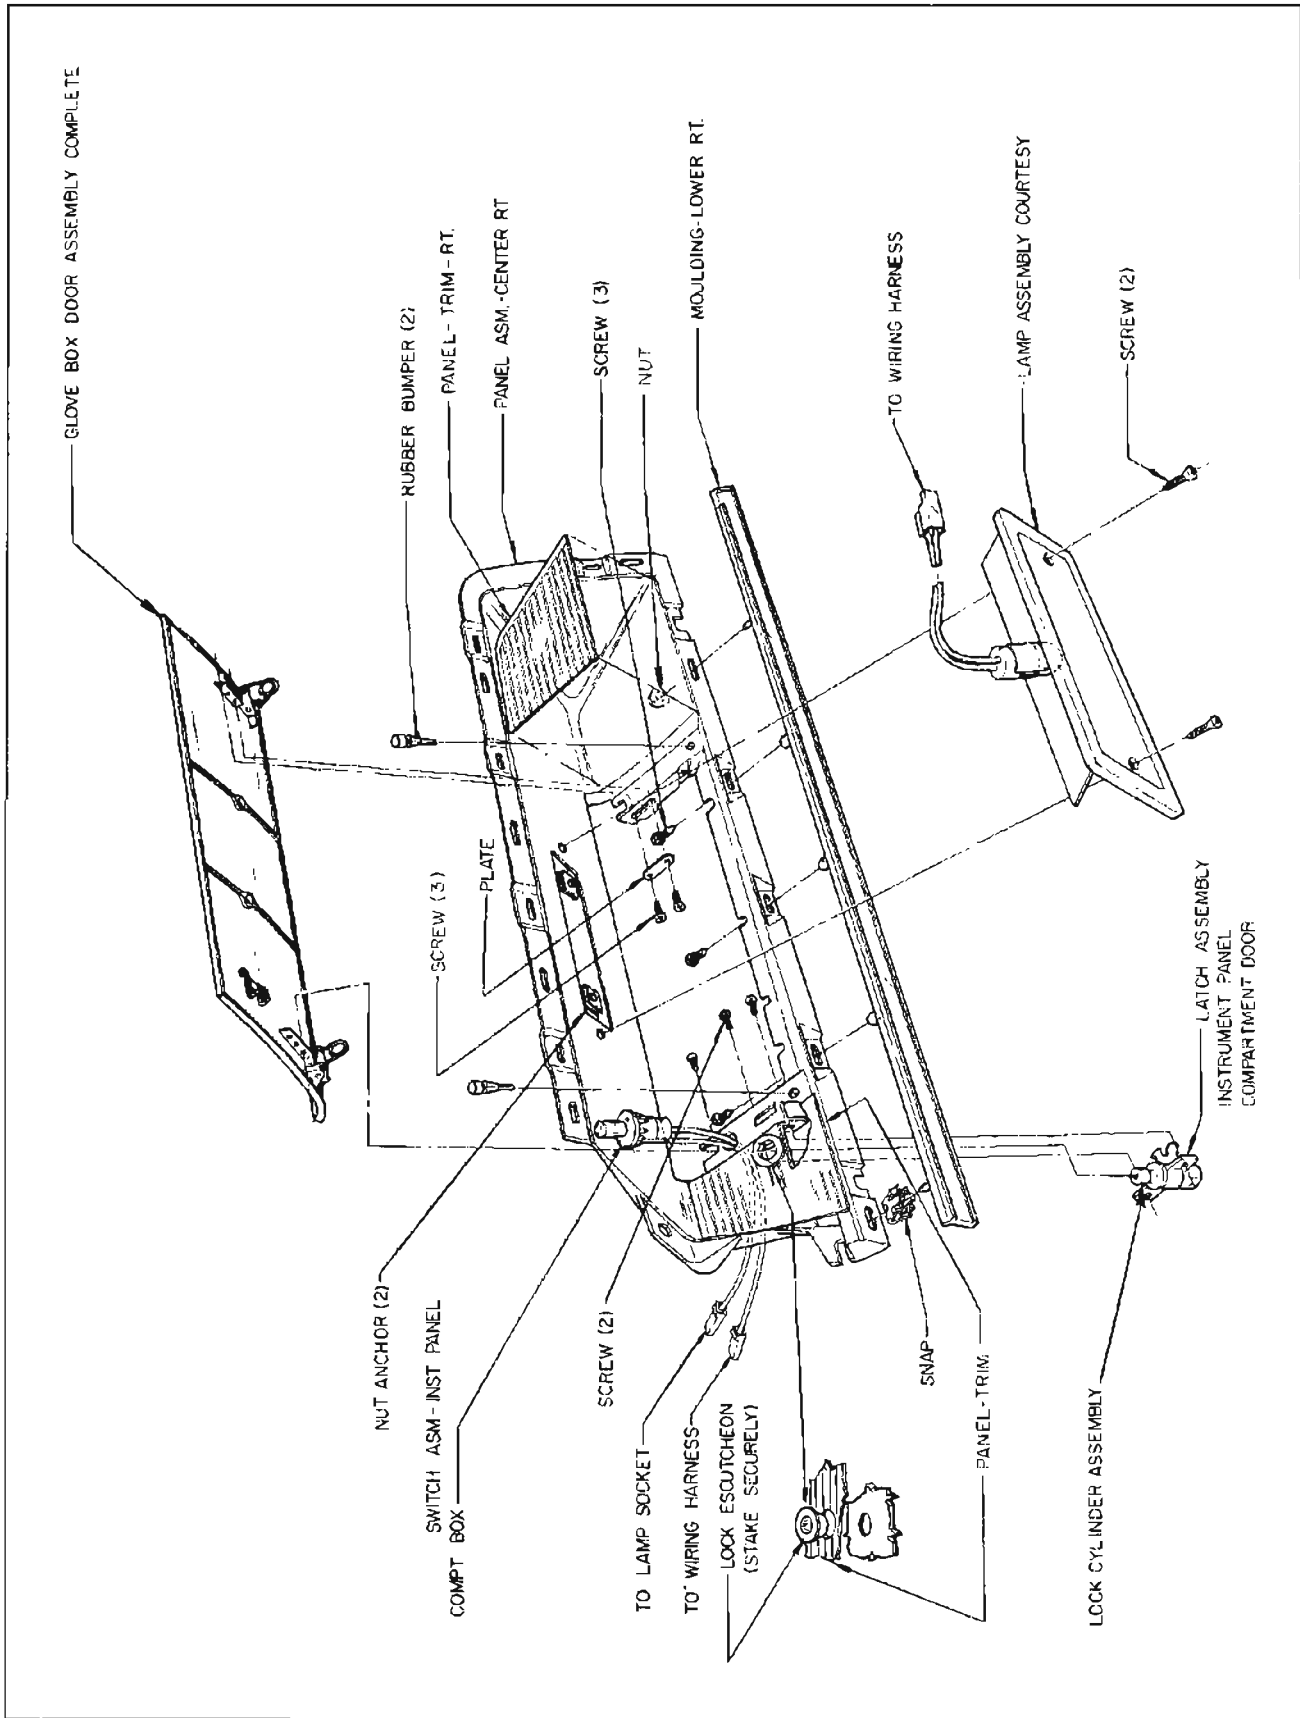 GLOVE BOX DOOR ASSEMBLY COMPLETE
RUBBER BUMPER (2)
PANEL-TRIM-RT.
PANEL ASM.-CENTER RT
SCREW (3)
NUT
MOULDING-LOWER RT.
TO WIRING HARNESS
LAMP ASSEMBLY COURTESY
SCREW (2)
SCREW (3)
PLATE
NUT ANCHOR (2)
SWITCH ASM-INST PANEL
COMPT BOX
SCREW (2)
TO LAMP SOCKET
TO WIRING HARNESS
LOCK ESCUTCHEON
(STAKE SECURELY)
SNAP
PANEL-TRIM
LOCK CYLINDER ASSEMBLY
LATCH ASSEMBLY
INSTRUMENT PANEL
COMPARTMENT DOOR